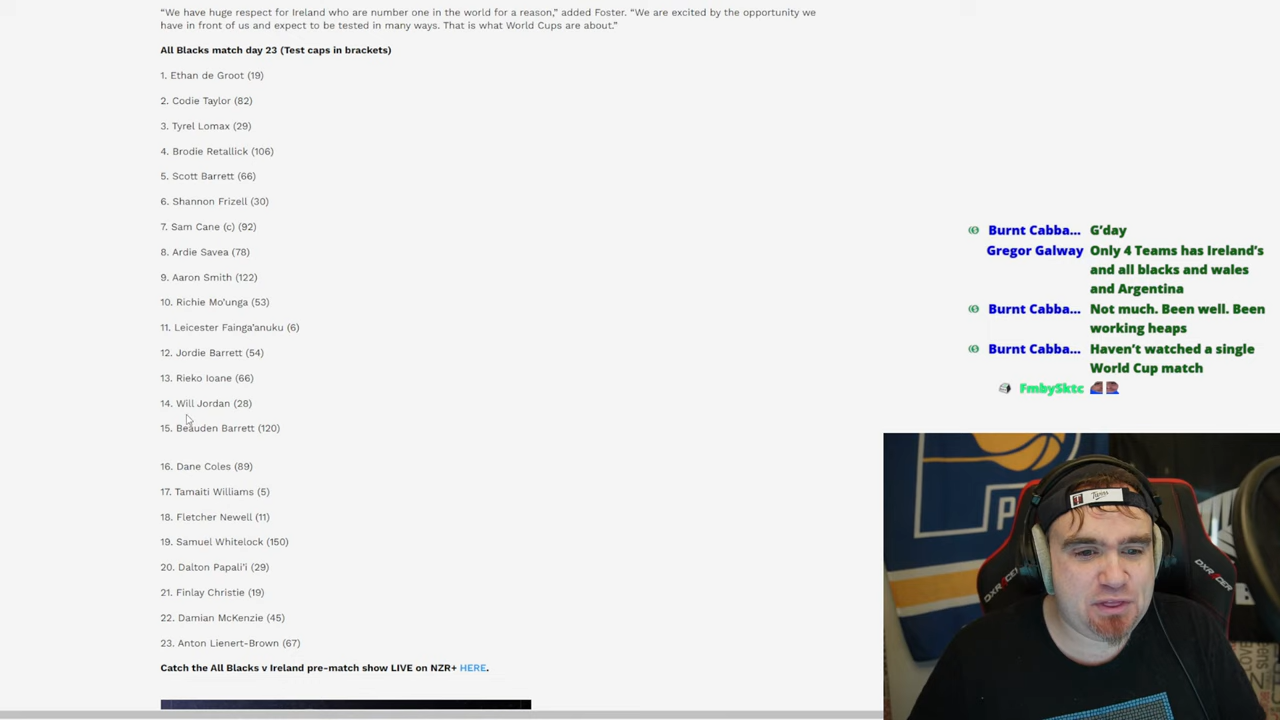 “We have huge respect for Ireland who are number one in the world for a reason,” added Foster. “We are excited by the opportunity we
have in front of us and expect to be tested in many ways. That is what World Cups are about.”
All Blacks match day 23 (Test caps in brackets)
1. Ethan de Groot (19)
2. Codie Taylor (82)
3. Tyrel Lomax (29)
4. Brodie Retallick (106)
5. Scott Barrett (66)
6. Shannon Frizell (30)
7. Sam Cane (c) (92)
8. Ardie Savea (78)
9. Aaron Smith (122)
10. Richie Mo’unga (53)
11. Leicester Fainga’anuku (6)
12. Jordie Barrett (54)
13. Rieko Ioane (66)
14. Will Jordan (28)
15. Beauden Barrett (120)
16. Dane Coles (89)
17. Tamaiti Williams (5)
18. Fletcher Newell (11)
19. Samuel Whitelock (150)
20. Dalton Papali’i (29)
21. Finlay Christie (19)
22. Damian McKenzie (45)
23. Anton Lienert-Brown (67)
Catch the All Blacks v Ireland pre-match show LIVE on NZR+ HERE.
Burnt Cabba... G’day
Gregor Galway Only 4 Teams has Ireland’s
and all blacks and wales
and Argentina
Burnt Cabba... Not much. Been well. Been
working heaps
Burnt Cabba... Haven’t watched a single
World Cup match
FmbySktc
P
Twins
DXRACER
DXRACER